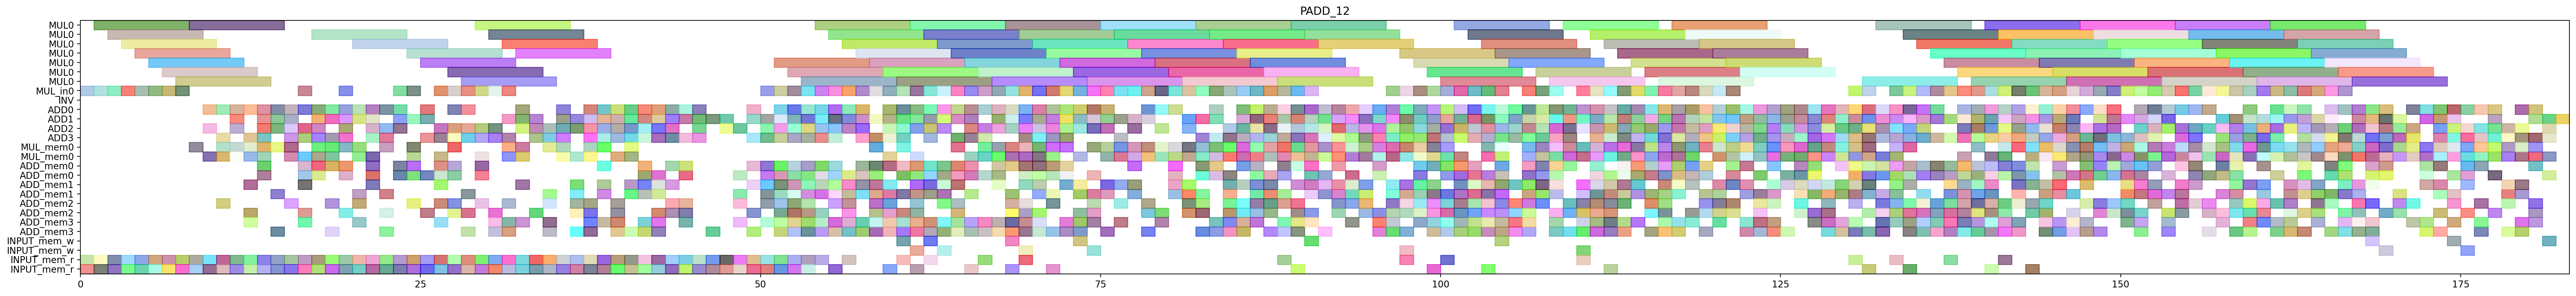 PADD_12
MUL0
MUL0
MUL0
MUL0
MUL0
MUL0
MUL0
MUL_in0
INV
ADD0
ADD1
ADD2
ADD3
MUL_mem0
MUL_mem0
ADD_mem0
ADD_mem0
ADD_mem1
ADD_mem1
ADD_mem2
ADD_mem2
ADD_mem3
ADD_mem3
INPUT_mem_w
INPUT_mem_w
INPUT_mem_r
INPUT_mem_r
0 25 50 75 100 125 150 175